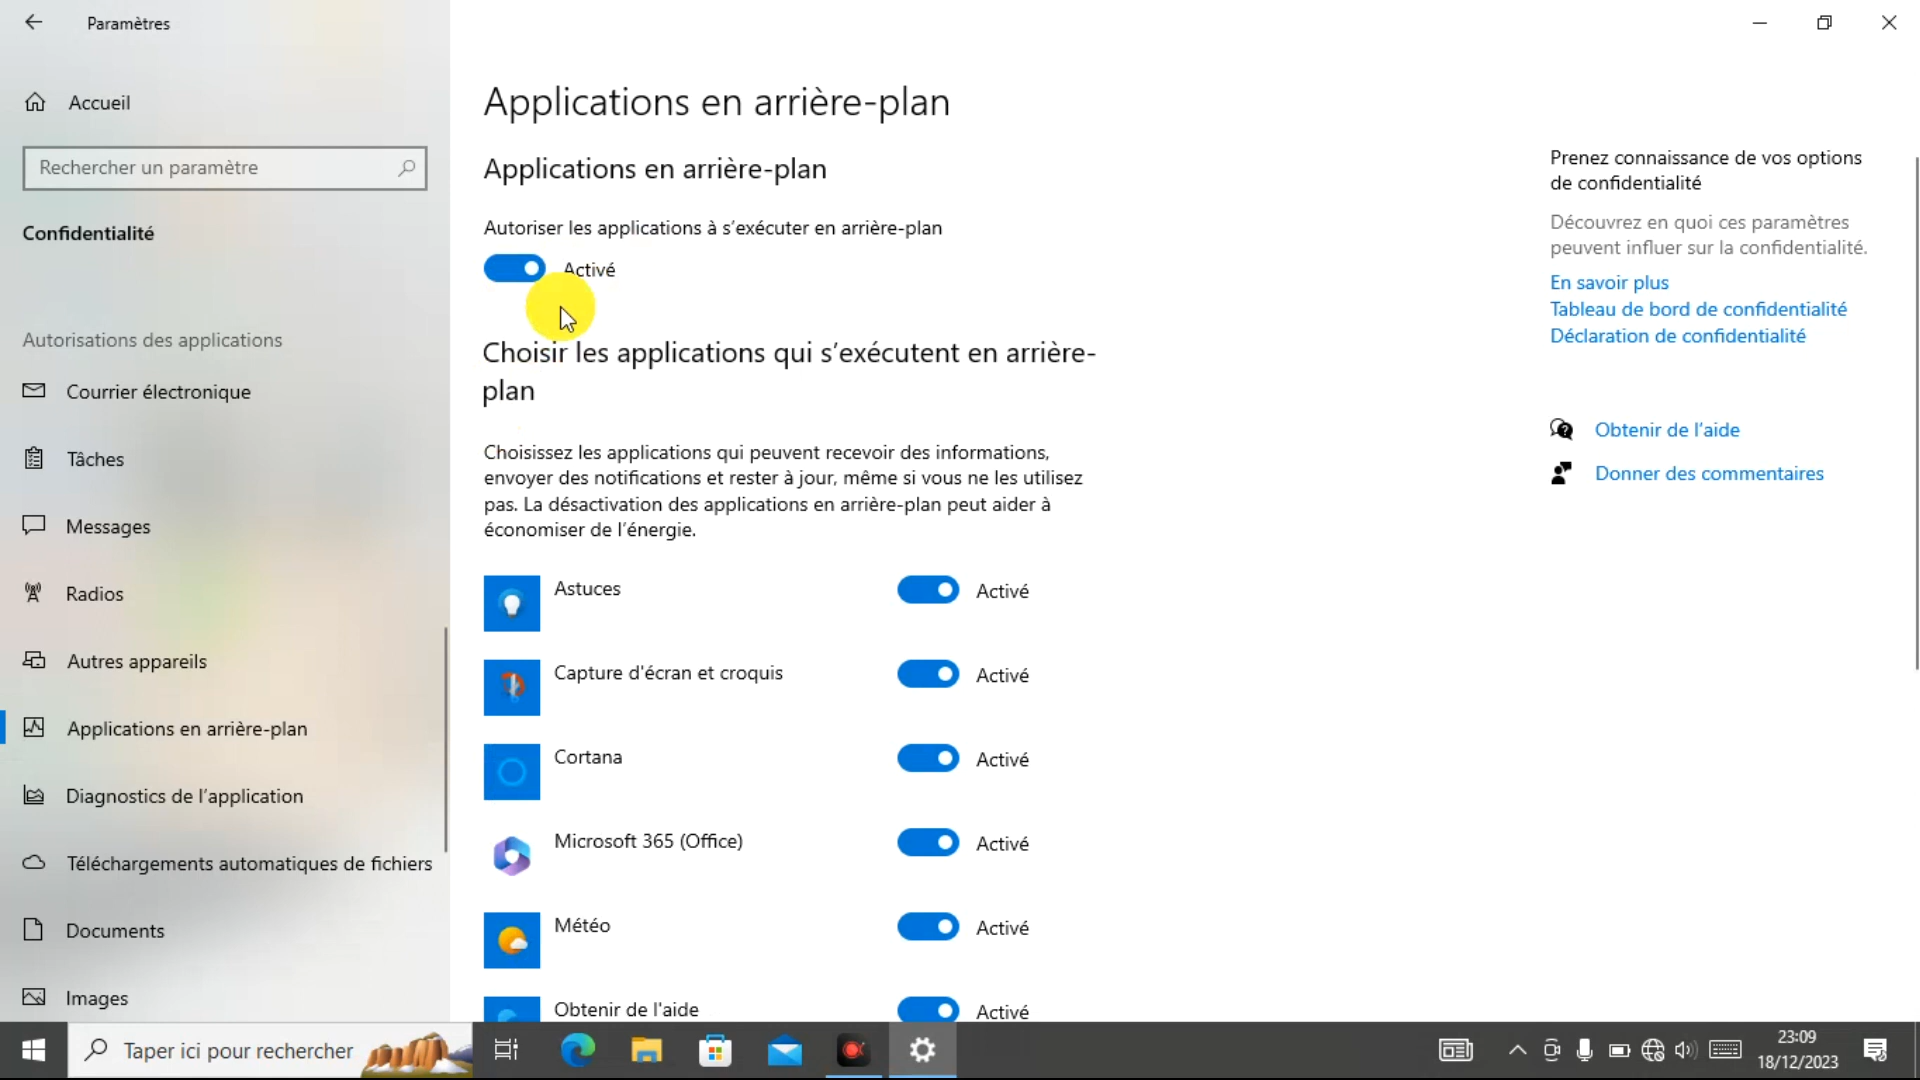 Paramètres
Accueil
Rechercher un paramètre
Confidentialité
Autorisations des applications
Courrier électronique
Tâches
Messages
Radios
Autres appareils
Applications en arrière-plan
Diagnostics de l’application
Téléchargements automatiques de fichiers
Documents
Images
Applications en arrière-plan
Applications en arrière-plan
Autoriser les applications à s’exécuter en arrière-plan
Activé
Choisir les applications qui s’exécutent en arrière-
plan
Choisissez les applications qui peuvent recevoir des informations,
envoyer des notifications et rester à jour, même si vous ne les utilisez
pas. La désactivation des applications en arrière-plan peut aider à
économiser de l’énergie.
Astuces Activé
Capture d'écran et croquis Activé
Cortana Activé
Microsoft 365 (Office) Activé
Météo Activé
Obtenir de l'aide Activé
Prenez connaissance de vos options
de confidentialité
Découvrez en quoi ces paramètres
peuvent influer sur la confidentialité.
En savoir plus
Tableau de bord de confidentialité
Déclaration de confidentialité
Obtenir de l’aide
Donner des commentaires
Taper ici pour rechercher
23:09
18/12/2023